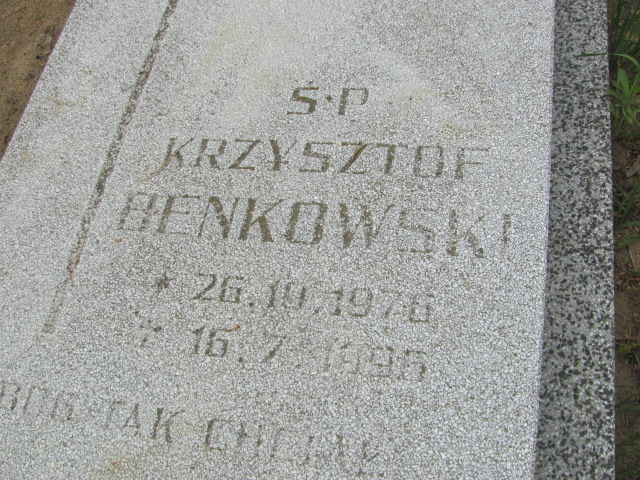 Ś.P
KRZYSZTOF
BENKOWSKI
* 26.10.1976
† 16.7.1995
BÓG TAK CHCIAŁ